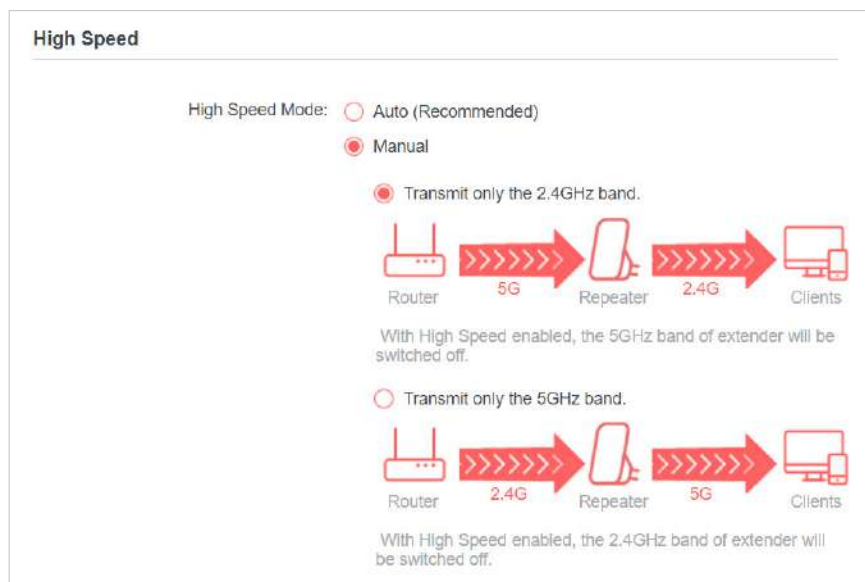 High Speed
High Speed Mode: Auto (Recommended)
Manual
Transmit only the 2.4GHz band.
5G 2.4G
Router Repeater Clients
With High Speed enabled, the 5GHz band of extender will be
switched off.
Transmit only the 5GHz band.
2.4G 5G
Router Repeater Clients
With High Speed enabled, the 2.4GHz band of extender will
be switched off.